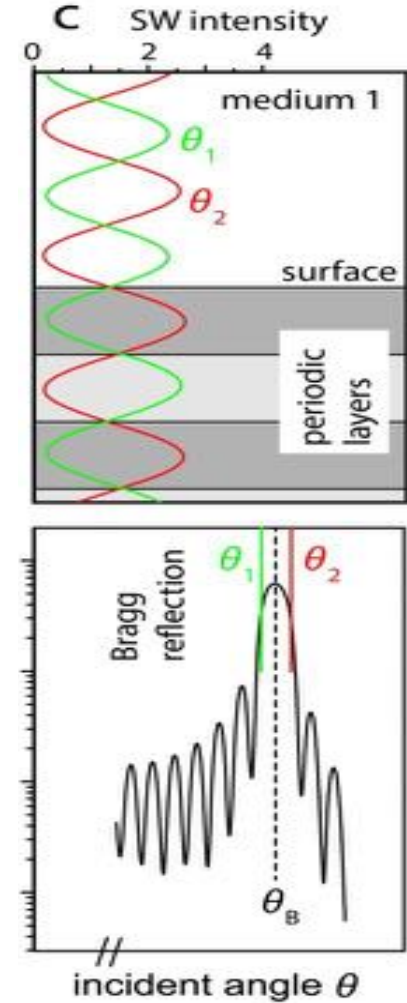 C SW intensity
0 2 4
medium 1
θ1
θ2
surface
periodic
layers
Bragg
reflection
θ1 θ2
θB
incident angle θ